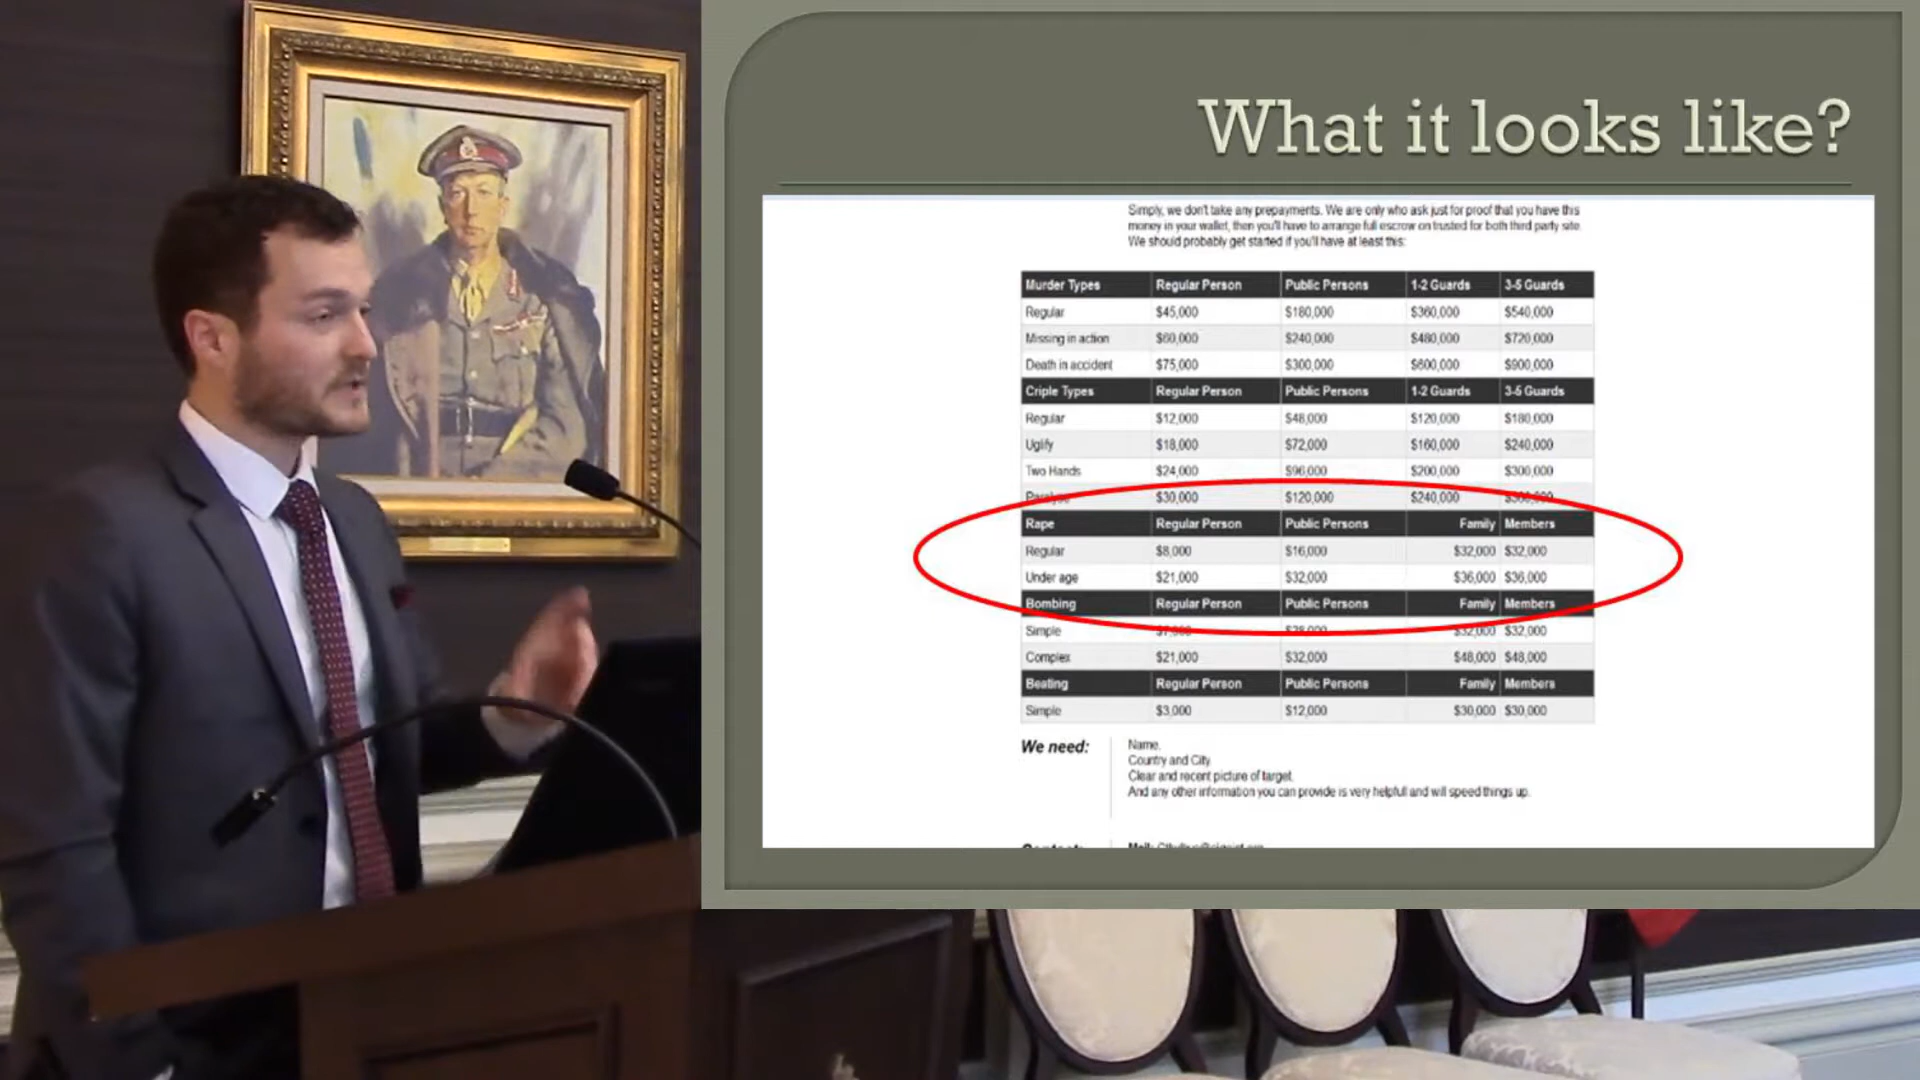 What it looks like?
Simply, we don't take any prepayments. We are only who ask just for proof that you have this
money in your wallet, then you'll have to arrange full escrow on trusted for both third party site.
We should probably get started if you'll have at least this:
Murder Types Regular Person Public Persons 1-2 Guards 3-5 Guards
Regular $45,000 $180,000 $360,000 $540,000
Missing in action $60,000 $240,000 $480,000 $720,000
Death in accident $75,000 $300,000 $600,000 $900,000
Criple Types Regular Person Public Persons 1-2 Guards 3-5 Guards
Regular $12,000 $48,000 $120,000 $180,000
Uglify $18,000 $72,000 $160,000 $240,000
Two Hands $24,000 $96,000 $200,000 $300,000
$30,000 $120,000 $240,000
Rape Regular Person Public Persons Family Members
Regular $8,000 $16,000 $32,000 $32,000
Under age $21,000 $32,000 $36,000 $36,000
Bombing Regular Person Public Persons Family Members
Simple $32,000 $32,000
Complex $21,000 $32,000 $48,000 $48,000
Beating Regular Person Public Persons Family Members
Simple $3,000 $12,000 $30,000 $30,000
We need: Name.
Country and City
Clear and recent picture of target.
And any other information you can provide is very helpfull and will speed things up.